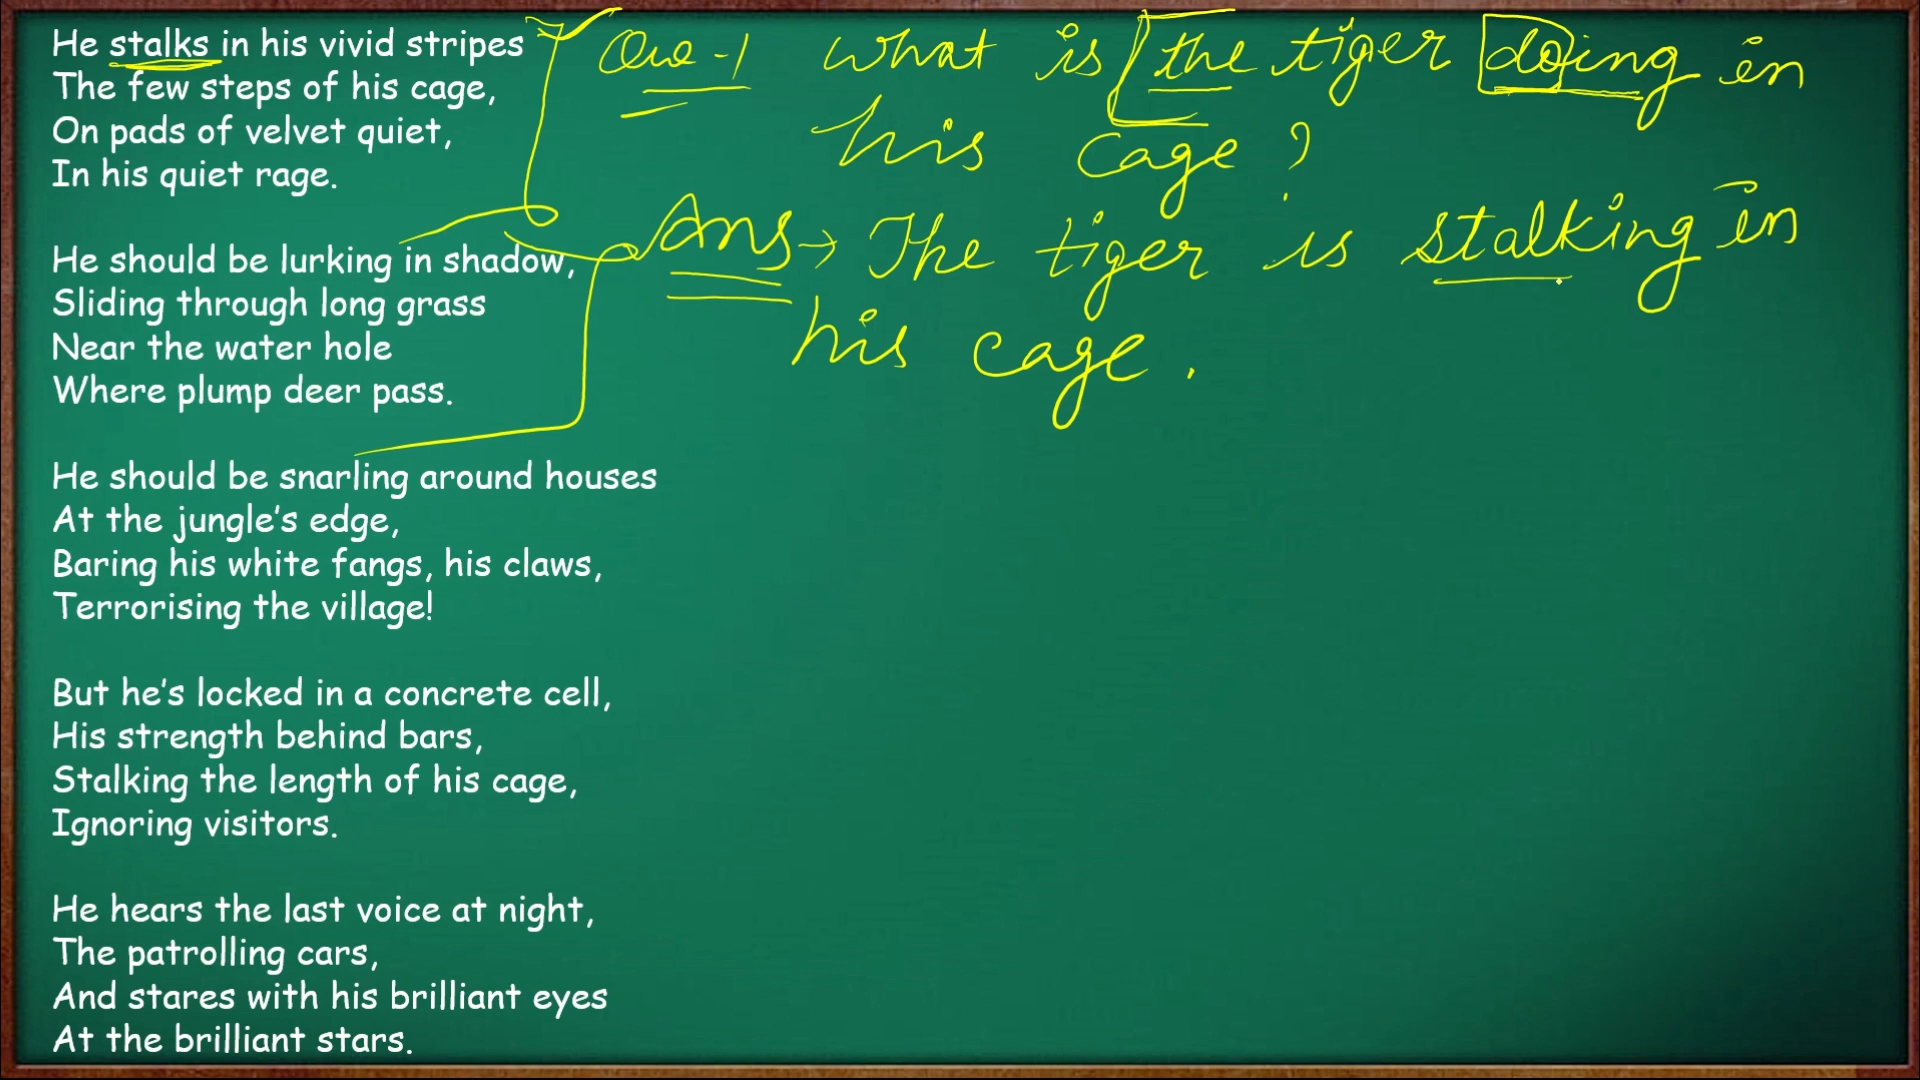 He stalks in his vivid stripes
The few steps of his cage,
On pads of velvet quiet,
In his quiet rage.
He should be lurking in shadow,
Sliding through long grass
Near the water hole
Where plump deer pass.
He should be snarling around houses
At the jungle's edge,
Baring his white fangs, his claws,
Terrorising the village!
But he's locked in a concrete cell,
His strength behind bars,
Stalking the length of his cage,
Ignoring visitors.
He hears the last voice at night,
The patrolling cars,
And stares with his brilliant eyes
At the brilliant stars.
Que-1 What is the tiger doing in
his cage?
Ans → The tiger is stalking in
his cage.